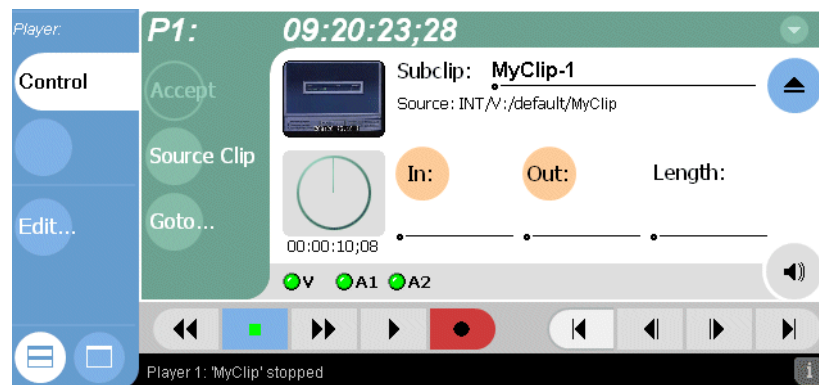 Player:
Control
Edit...
P1: 09:20:23;28
Accept
Source Clip
Goto...
Subclip: MyClip-1
Source: INT/V:/default/MyClip
In: Out: Length:
00:00:10;08
V A1 A2
Player 1: 'MyClip' stopped
i